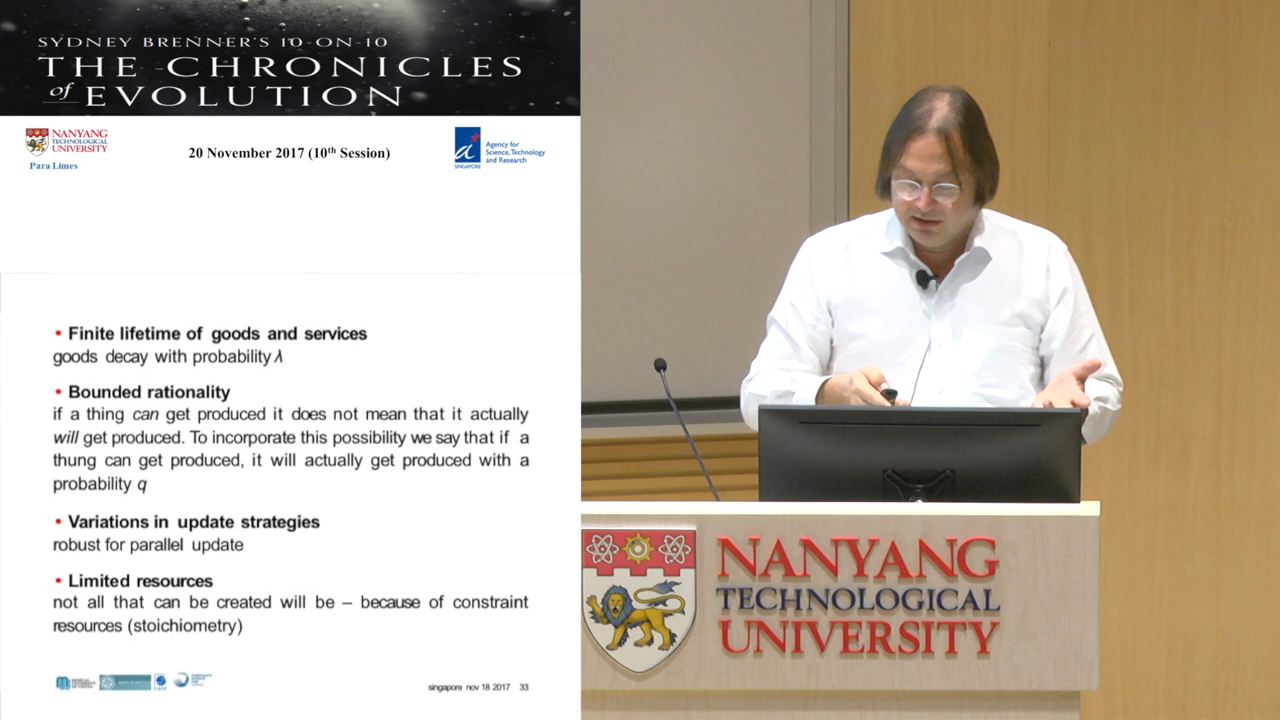 SYDNEY BRENNER'S 10-ON-10
THE CHRONICLES
of EVOLUTION
NANYANG
TECHNOLOGICAL
UNIVERSITY
Para Limes
20 November 2017 (10th Session)
SINGAPORE
Agency for
Science, Technology
and Research
• Finite lifetime of goods and services
goods decay with probability λ
• Bounded rationality
if a thing can get produced it does not mean that it actually
will get produced. To incorporate this possibility we say that if a
thung can get produced, it will actually get produced with a
probability q
• Variations in update strategies
robust for parallel update
• Limited resources
not all that can be created will be – because of constraint
resources (stoichiometry)
singapore nov 18 2017 33
NANYANG
TECHNOLOGICAL
UNIVERSITY